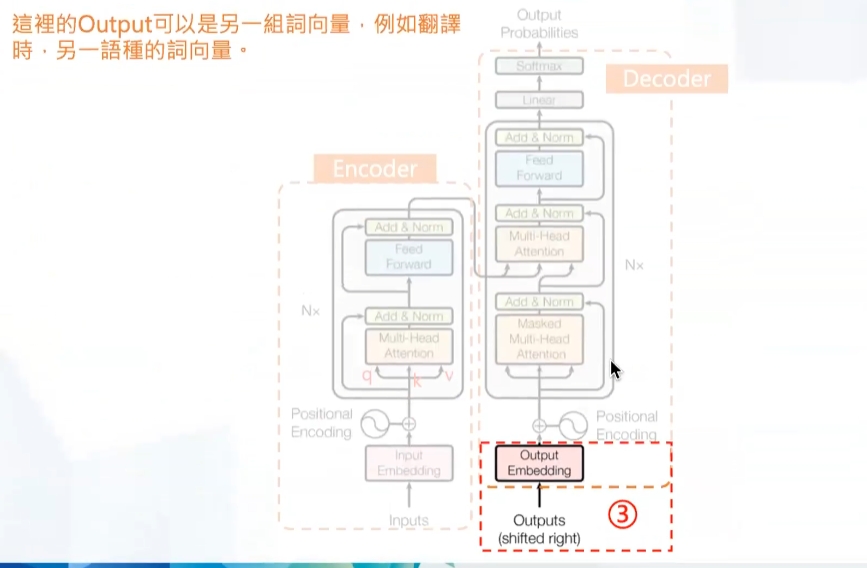 這裡的Output可以是另一組詞向量，例如翻譯
時，另一語種的詞向量。
Output
Probabilities
Softmax
Decoder
Linear
Add & Norm
Feed
Forward
Add & Norm
Multi-Head
Attention
Nx
Add & Norm
Masked
Multi-Head
Attention
Positional
Encoding
Output
Embedding
Outputs
(shifted right)
③
Encoder
Add & Norm
Feed
Forward
Nx
Add & Norm
Multi-Head
Attention
q k v
Positional
Encoding
Input
Embedding
Inputs